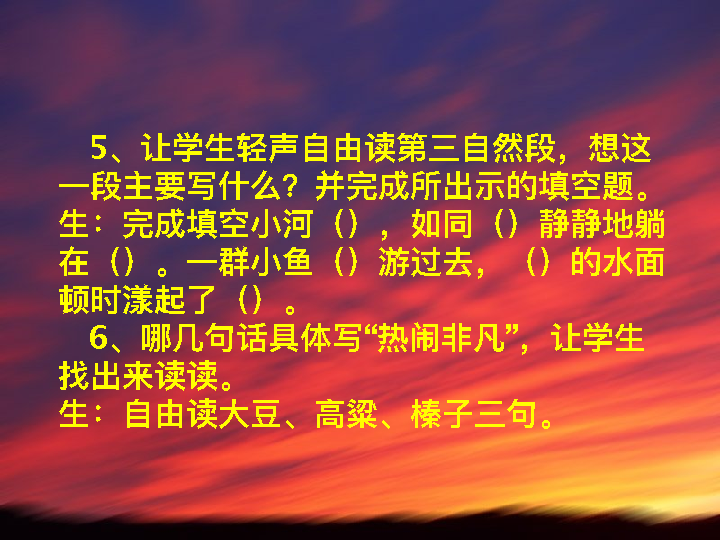 5、让学生轻声自由读第三自然段，想这
一段主要写什么？并完成所出示的填空题。
生：完成填空小河（），如同（）静静地躺
在（）。一群小鱼（）游过去，（）的水面
顿时漾起了（）。
6、哪几句话具体写“热闹非凡”，让学生
找出来读读。
生：自由读大豆、高粱、榛子三句。